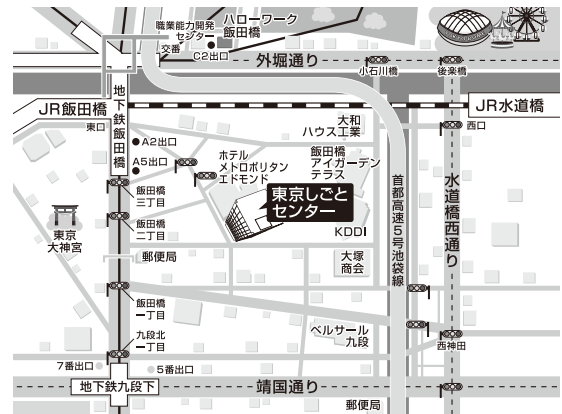 職業能力開発
センター
ハローワーク
飯田橋
交番
C2出口
外堀通り
小石川橋
後楽橋
地下鉄飯田橋
JR飯田橋
JR水道橋
東口
西口
A2出口
A5出口
大和
ハウス工業
ホテル
メトロポリタン
エドモンド
飯田橋
アイガーデン
テラス
飯田橋
三丁目
東京しごと
センター
首都高速5号池袋線
水道橋西通り
東京
大神宮
飯田橋
二丁目
KDDI
郵便局
大塚
商会
飯田橋
一丁目
ベルサール
九段
九段北
一丁目
西神田
7番出口
5番出口
地下鉄九段下
靖国通り
郵便局